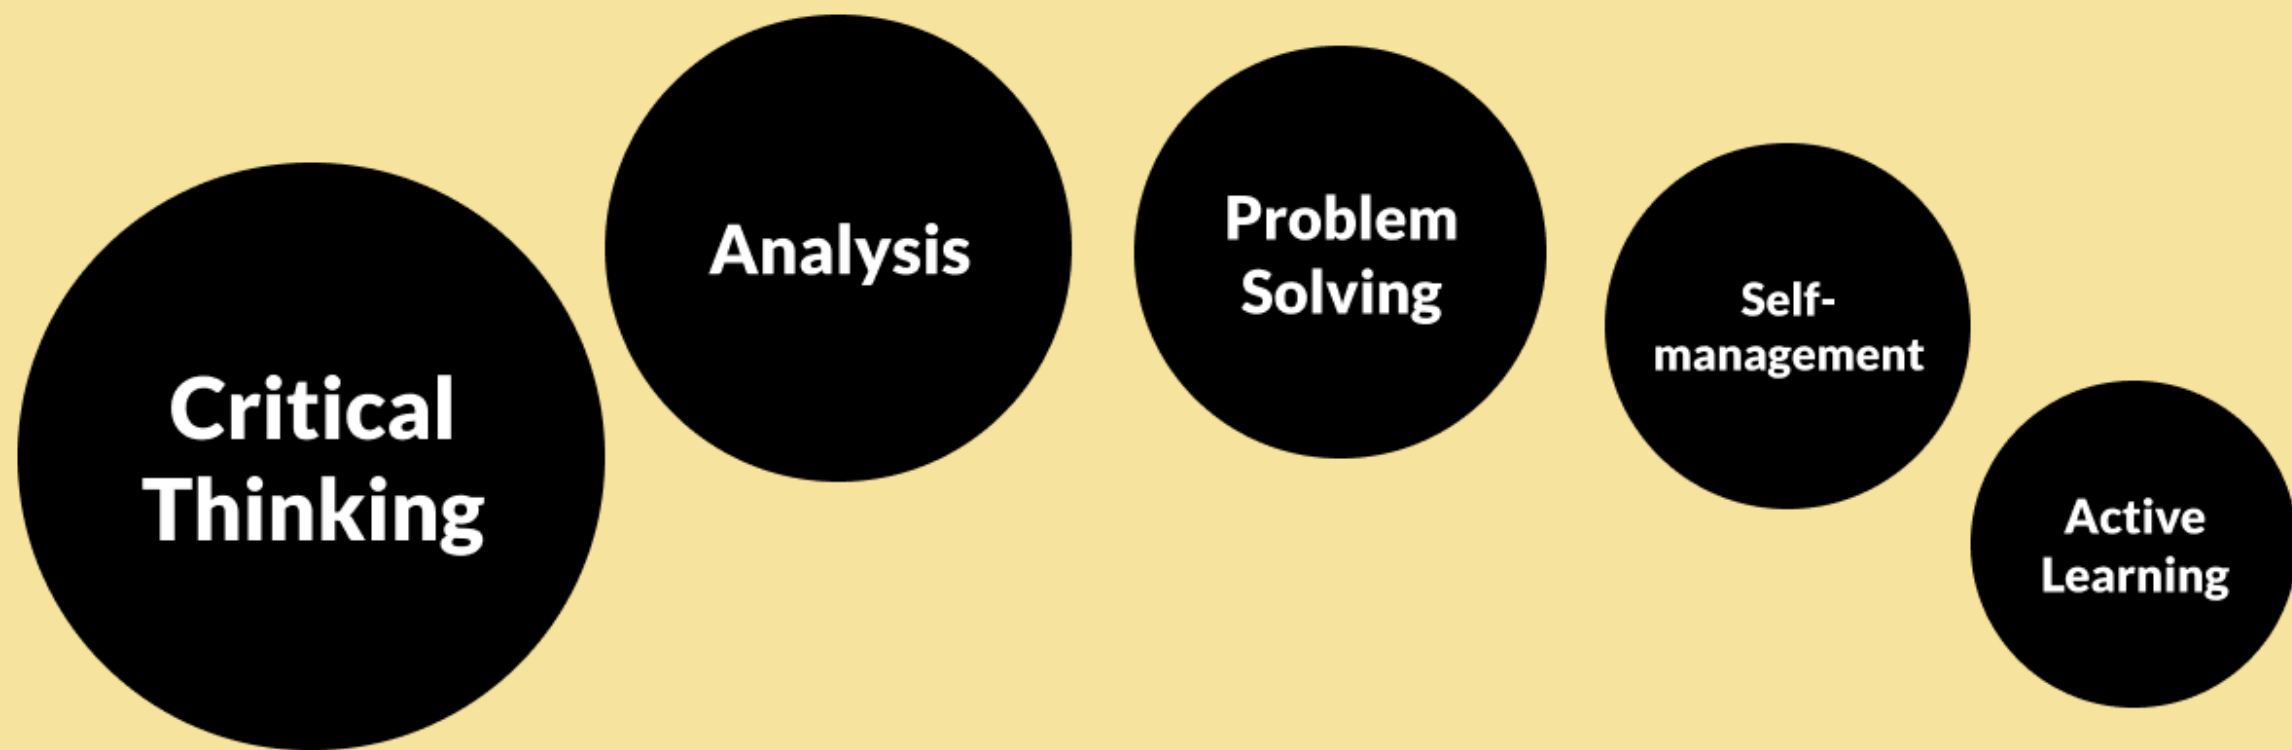 Critical
Thinking
Analysis
Problem
Solving
Self-
management
Active
Learning